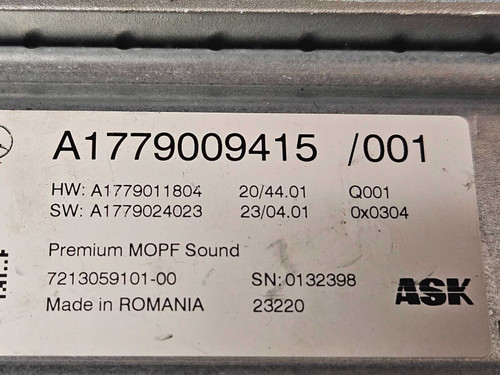 A1779009415 /001
HW: A1779011804 20/44.01 Q001
SW: A1779024023 23/04.01 0x0304
Premium MOPF Sound
7213059101-00 SN:0132398
Made in ROMANIA 23220
ASK